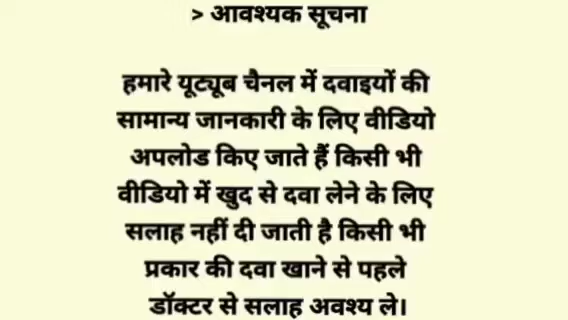 > आवश्यक सूचना
हमारे यूट्यूब चैनल में दवाइयों की
सामान्य जानकारी के लिए वीडियो
अपलोड किए जाते हैं किसी भी
वीडियो में खुद से दवा लेने के लिए
सलाह नहीं दी जाती है किसी भी
प्रकार की दवा खाने से पहले
डॉक्टर से सलाह अवश्य ले।